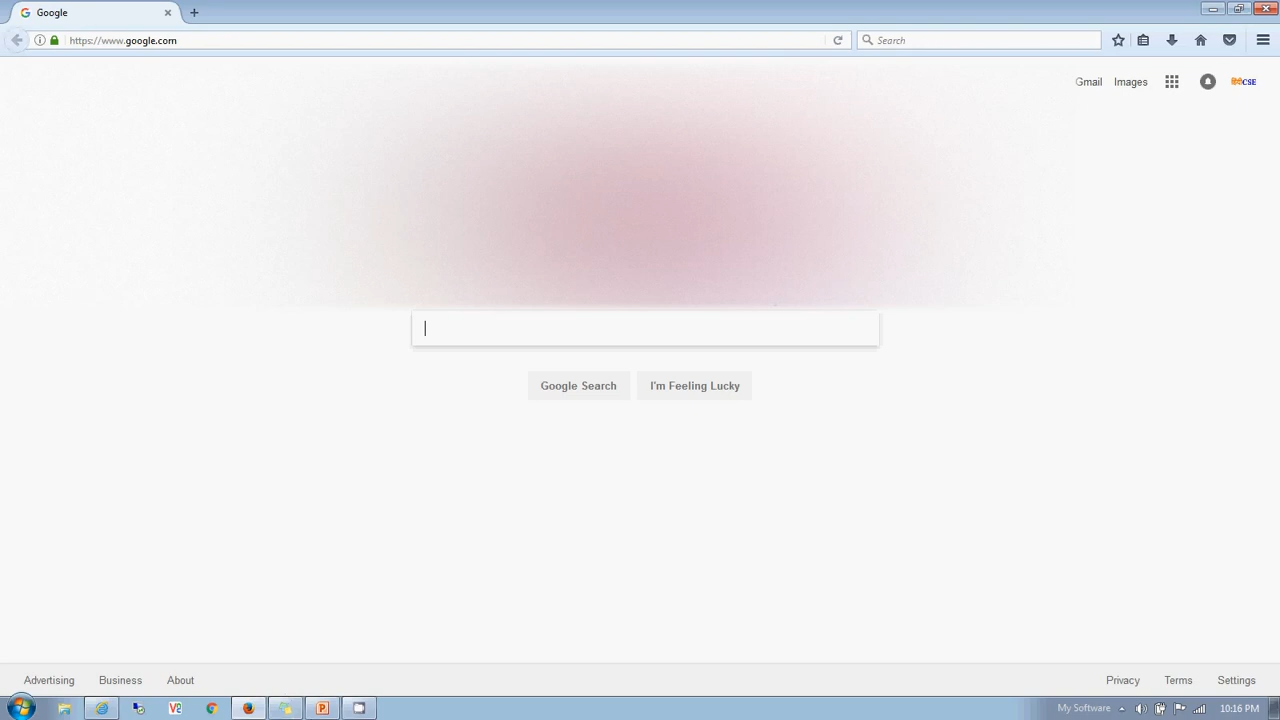 Google
https://www.google.com
Search
Gmail
Images
CSE
Google Search
I'm Feeling Lucky
Advertising
Business
About
Privacy
Terms
Settings
My Software
10:16 PM